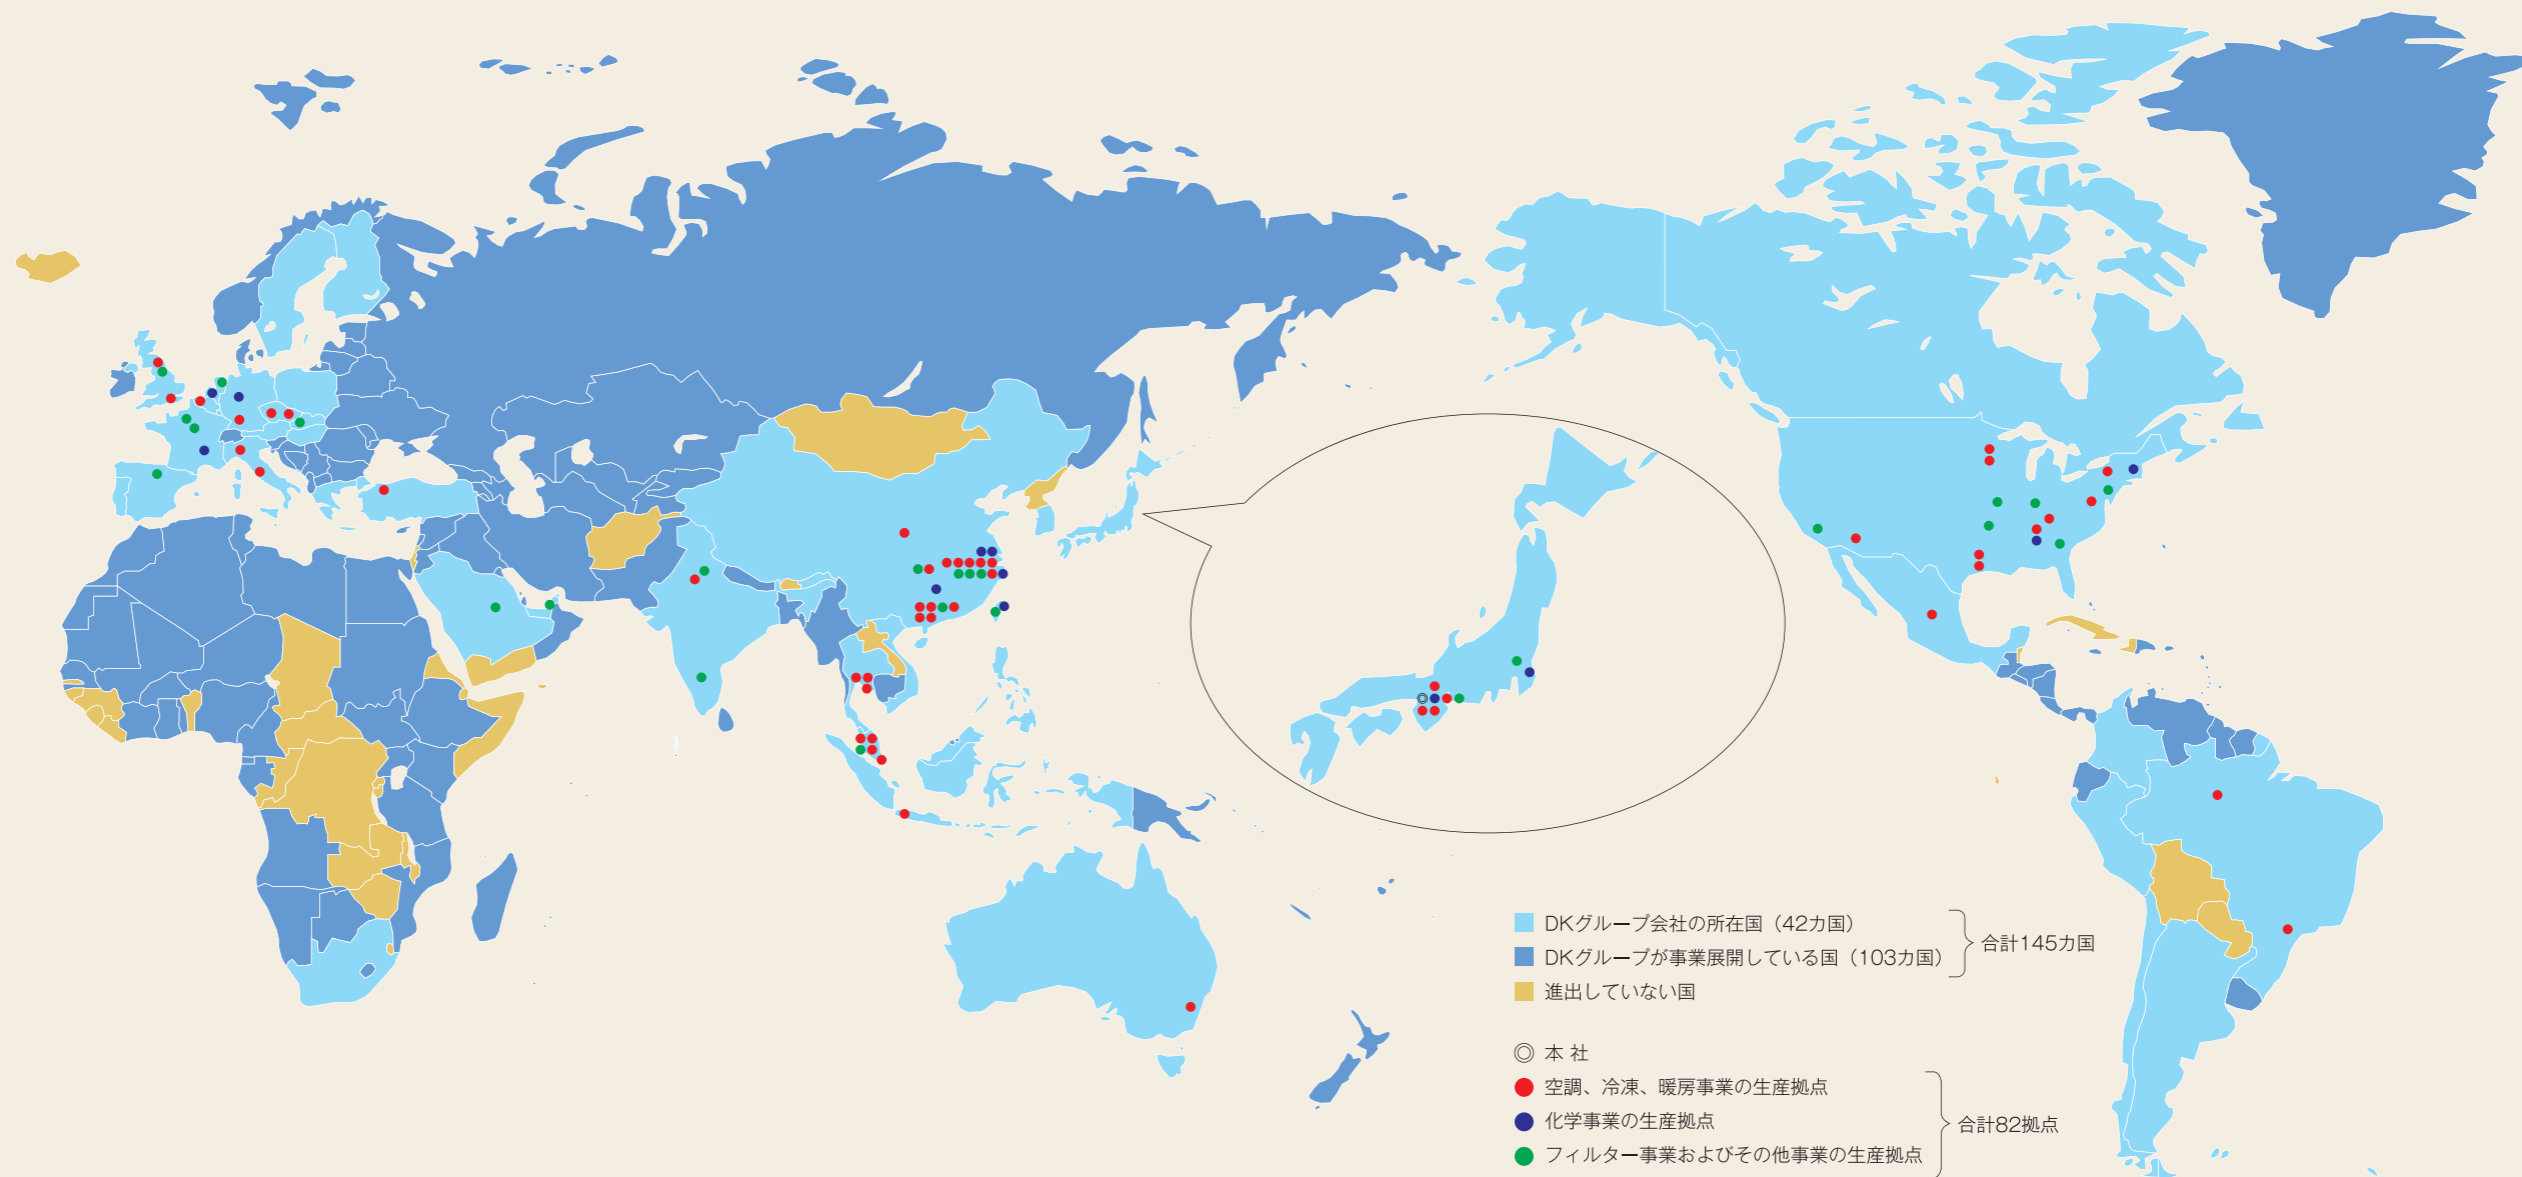 DKグループ会社の所在国（42カ国）
DKグループが事業展開している国（103カ国）
合計145カ国
進出していない国
本 社
空調、冷凍、暖房事業の生産拠点
化学事業の生産拠点
合計82拠点
フィルター事業およびその他事業の生産拠点